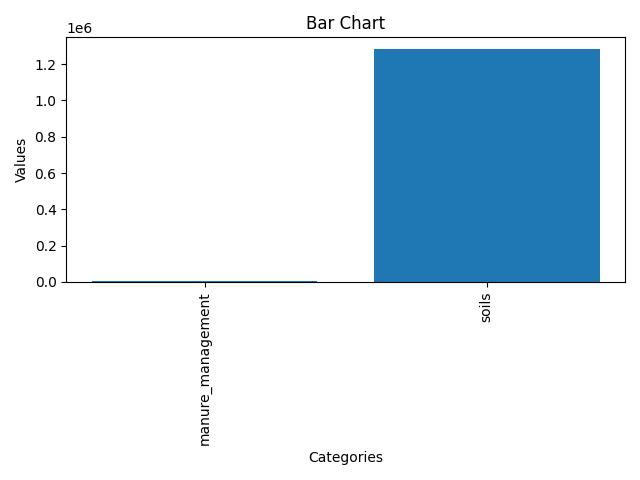 Bar Chart
1e6
1.2
1.0
0.8
0.6
0.4
0.2
0.0
Values
manure_management
soils
Categories